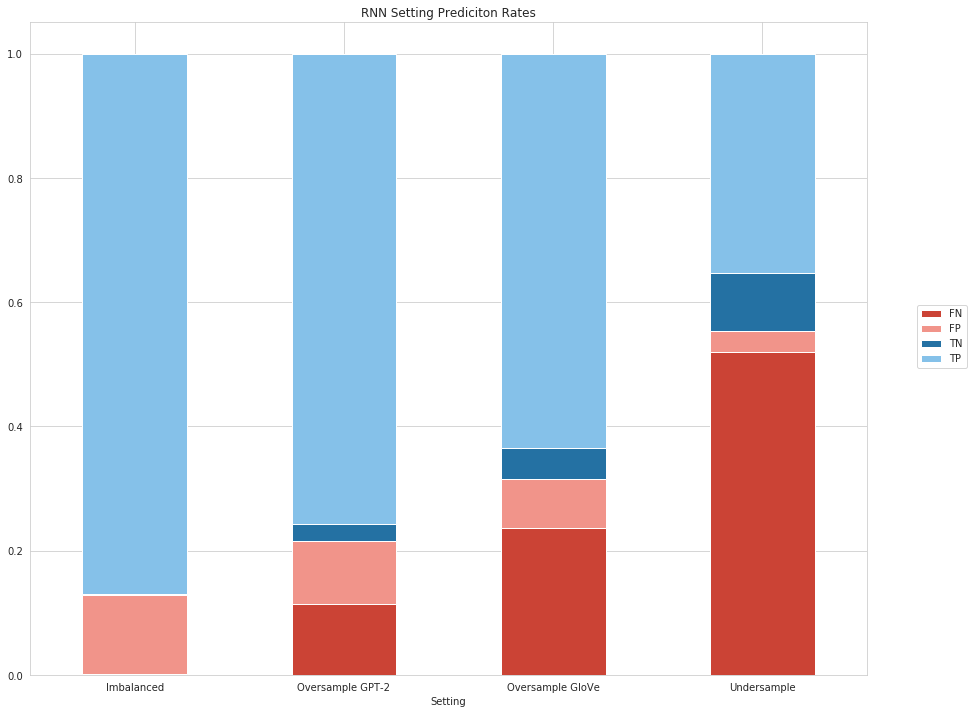 RNN Setting Prediciton Rates
1.0
0.8
0.6
0.4
0.2
0.0
FN
FP
TN
TP
Imbalanced Oversample GPT-2 Oversample GloVe Undersample
Setting